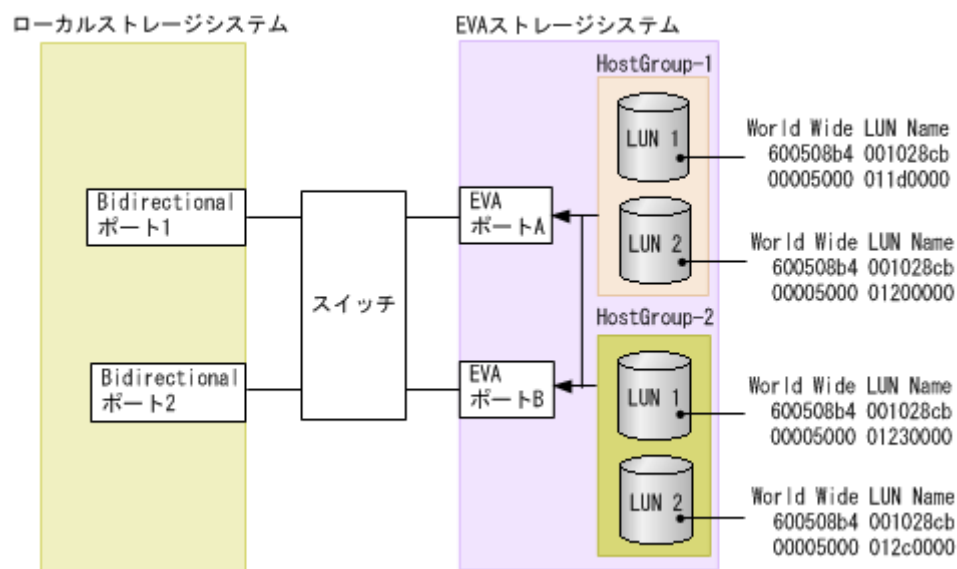 ローカルストレージシステム
EVAストレージシステム
HostGroup-1
LUN 1
World Wide LUN Name
600508b4 001028cb
00005000 011d0000
Bidirectional
ポート1
EVA
ポートA
LUN 2
World Wide LUN Name
600508b4 001028cb
00005000 01200000
スイッチ
HostGroup-2
Bidirectional
ポート2
EVA
ポートB
LUN 1
World Wide LUN Name
600508b4 001028cb
00005000 01230000
LUN 2
World Wide LUN Name
600508b4 001028cb
00005000 012c0000